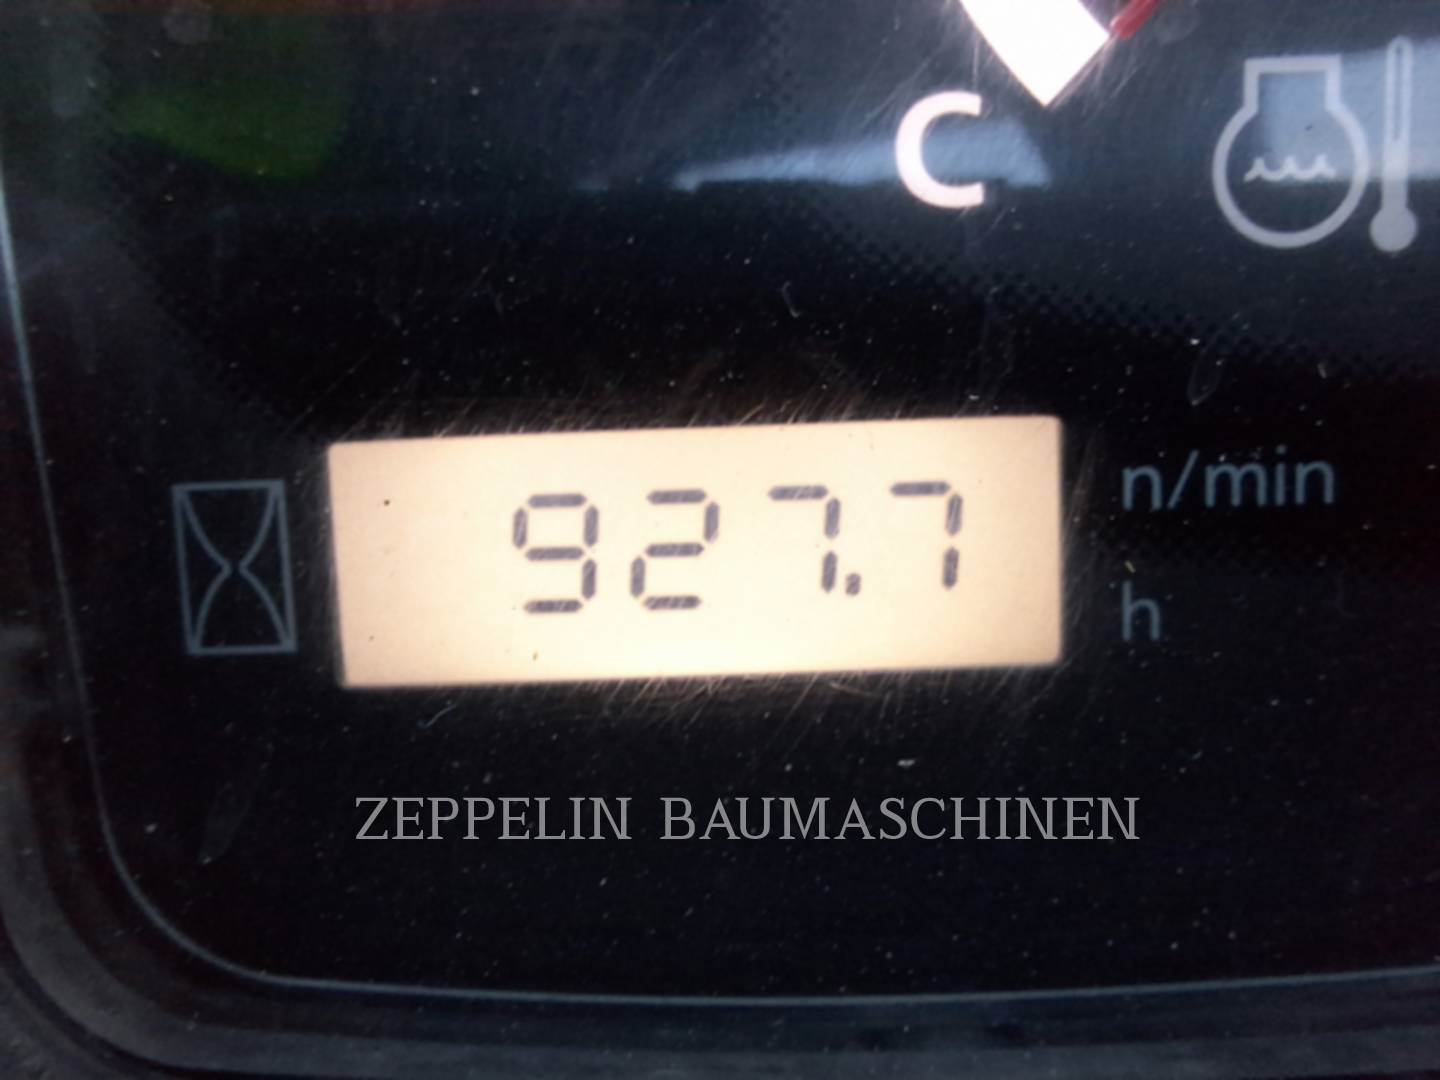 C
927.7
n/min
h
ZEPPELIN BAUMASCHINEN